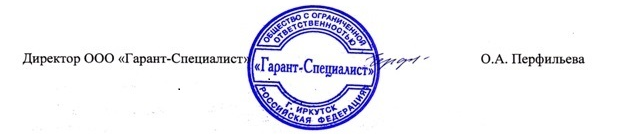 ОБЩЕСТВО С ОГРАНИЧЕННОЙ
ОТВЕТСТВЕННОСТЬЮ
Директор ООО «Гарант-Специалист» «Гарант-Специалист» О.А. Перфильева
Г. ИРКУТСК
РОССИЙСКАЯ ФЕДЕРАЦИЯ